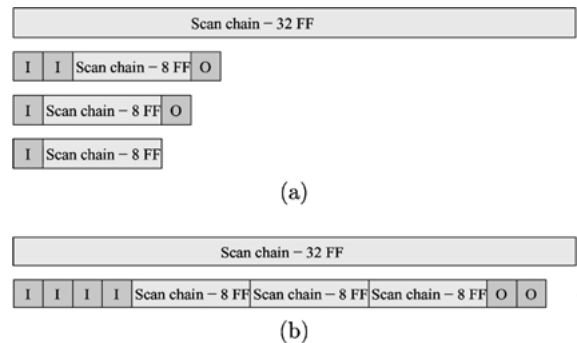 Scan chain – 32 FF
I I Scan chain – 8 FF O
I Scan chain – 8 FF O
I Scan chain – 8 FF
(a)
Scan chain – 32 FF
I I I I Scan chain – 8 FF Scan chain – 8 FF Scan chain – 8 FF O O
(b)